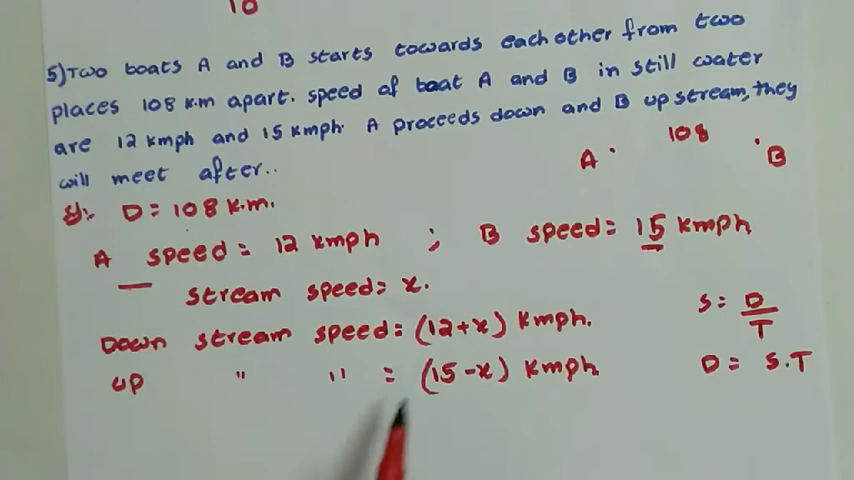 10
5) Two boats A and B starts towards each other from two
places 108 k.m apart. speed of boat A and B in still water
are 12 kmph and 15 kmph. A proceeds down and B up stream, they
will meet after..
A . 108 . B
D = 108 K.m.
A speed = 12 kmph ; B speed = 15 kmph
stream speed = x.
Down stream speed = (12+x) kmph.
S = D/T
up " " = (15-x) kmph
D = S.T